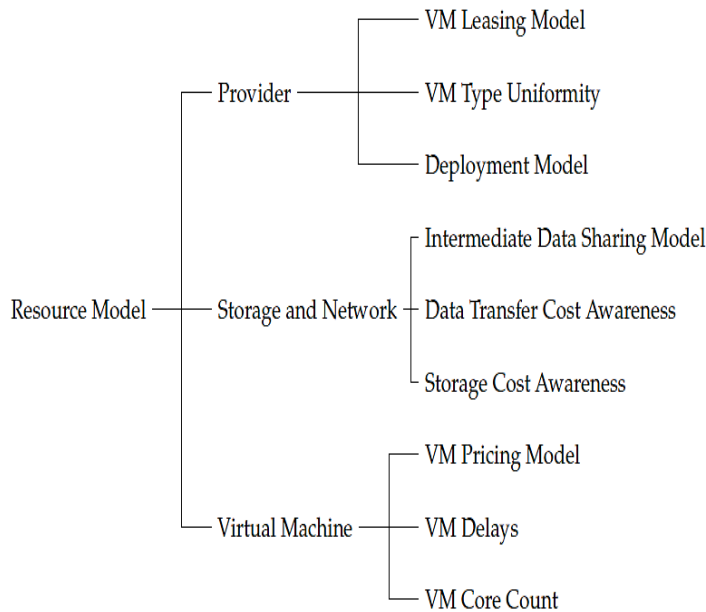 VM Leasing Model
Provider
VM Type Uniformity
Deployment Model
Intermediate Data Sharing Model
Resource Model
Storage and Network
Data Transfer Cost Awareness
Storage Cost Awareness
VM Pricing Model
Virtual Machine
VM Delays
VM Core Count